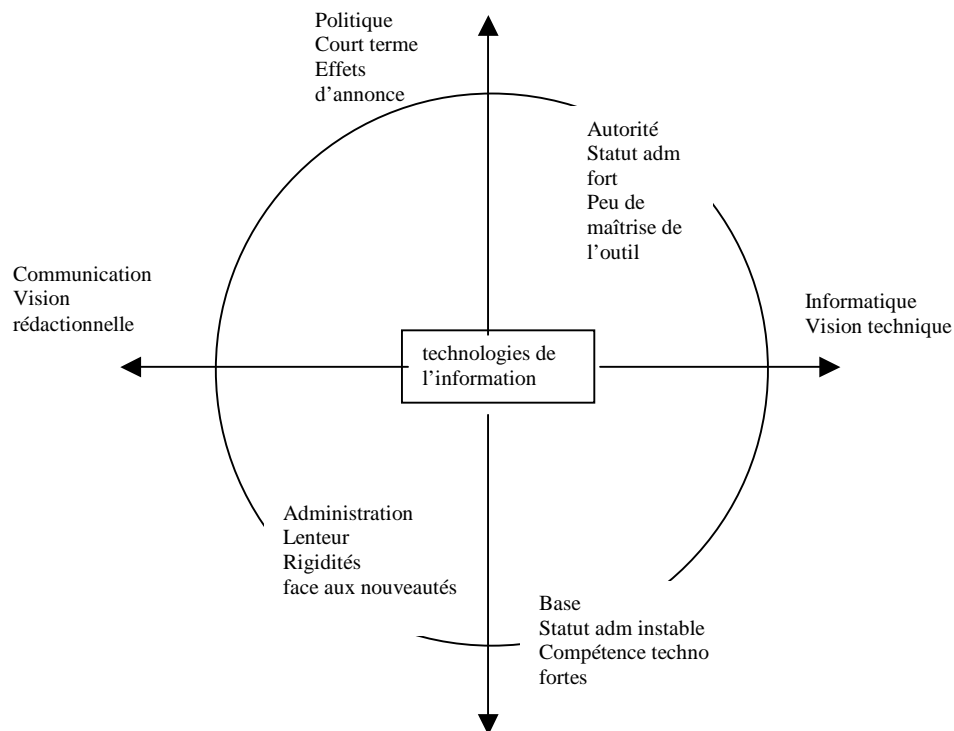 Politique
Court terme
Effets
d’annonce
Autorité
Statut adm
fort
Peu de
maîtrise de
l’outil
Communication
Vision
rédactionnelle
Informatique
Vision technique
technologies de
l’information
Administration
Lenteur
Rigidités
face aux nouveautés
Base
Statut adm instable
Compétence techno
fortes